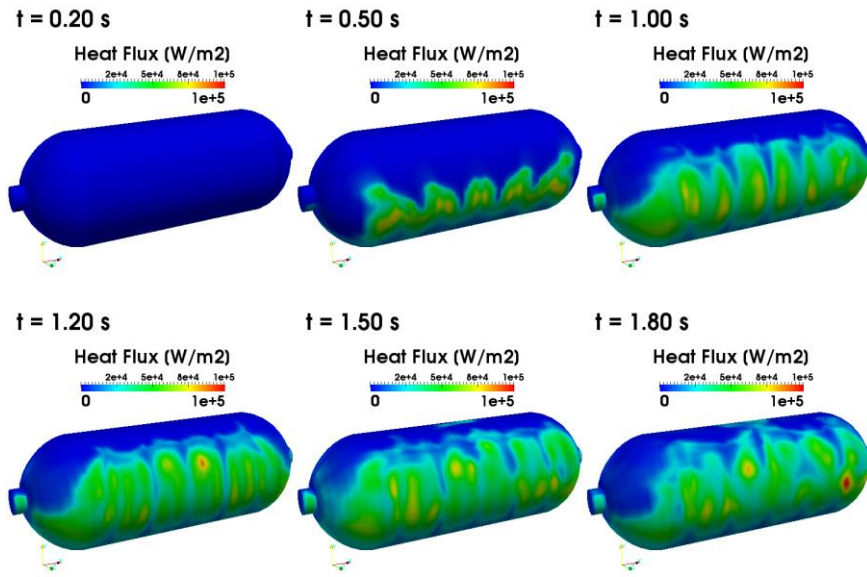 t = 0.20 s
Heat Flux (W/m2)
2e+4 5e+4 8e+4 1e+5
0 1e+5
t = 0.50 s
Heat Flux (W/m2)
2e+4 5e+4 8e+4 1e+5
0 1e+5
t = 1.00 s
Heat Flux (W/m2)
2e+4 5e+4 8e+4 1e+5
0 1e+5
t = 1.20 s
Heat Flux (W/m2)
2e+4 5e+4 8e+4 1e+5
0 1e+5
t = 1.50 s
Heat Flux (W/m2)
2e+4 5e+4 8e+4 1e+5
0 1e+5
t = 1.80 s
Heat Flux (W/m2)
2e+4 5e+4 8e+4 1e+5
0 1e+5